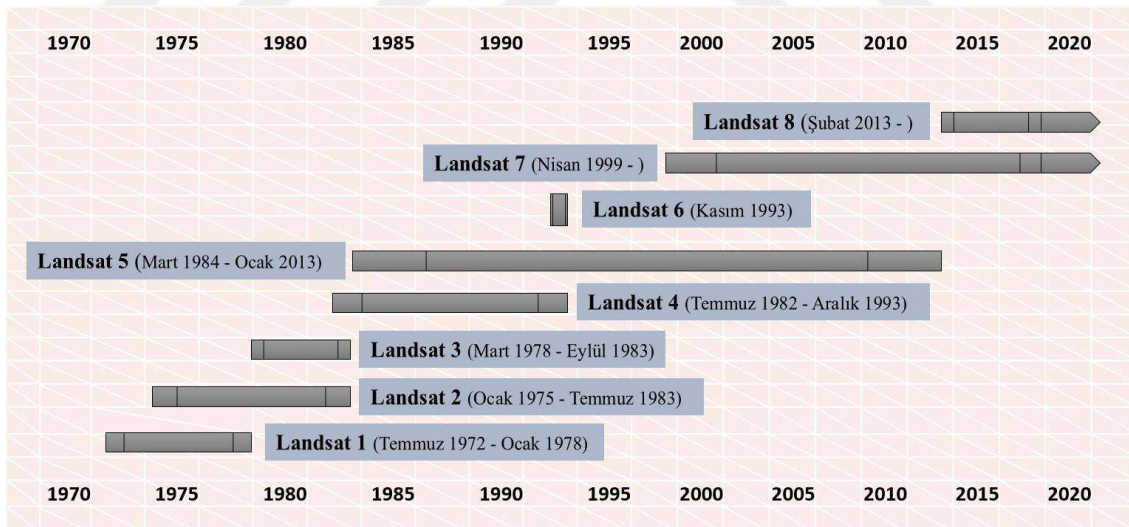 1970 1975 1980 1985 1990 1995 2000 2005 2010 2015 2020
Landsat 8 (Şubat 2013 - )
Landsat 7 (Nisan 1999 - )
Landsat 6 (Kasım 1993)
Landsat 5 (Mart 1984 - Ocak 2013)
Landsat 4 (Temmuz 1982 - Aralık 1993)
Landsat 3 (Mart 1978 - Eylül 1983)
Landsat 2 (Ocak 1975 - Temmuz 1983)
Landsat 1 (Temmuz 1972 - Ocak 1978)
1970 1975 1980 1985 1990 1995 2000 2005 2010 2015 2020